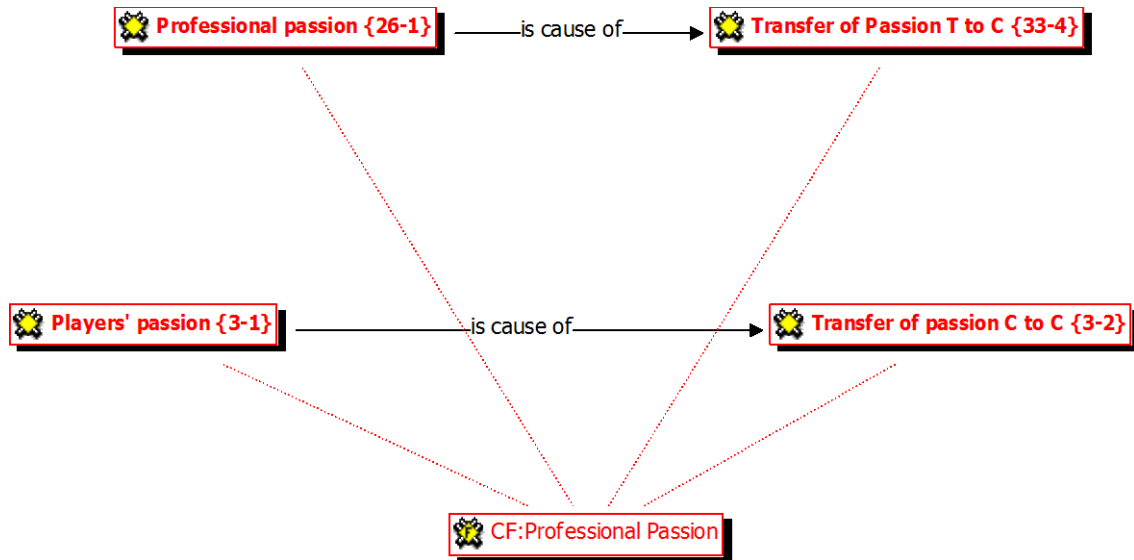 Professional passion {26-1}
is cause of
Transfer of Passion T to C {33-4}
Players' passion {3-1}
is cause of
Transfer of passion C to C {3-2}
CF:Professional Passion